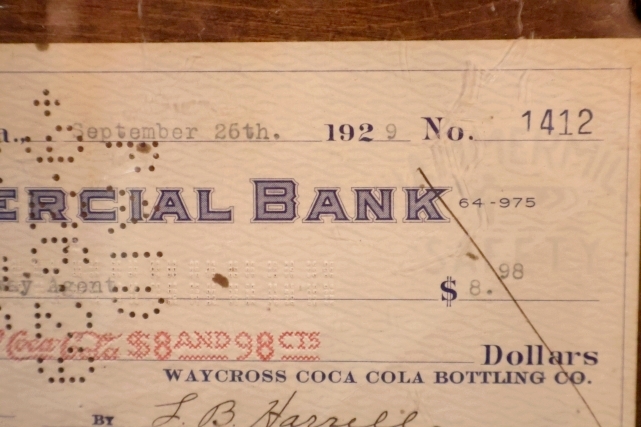 a., September 26th. 1929 No. 1412
ERCIAL BANK 64-975
Agent $ 8.98
Coca-Cola $8 AND 98 CTS Dollars
WAYCROSS COCA COLA BOTTLING CO.
BY L. B. Harrell